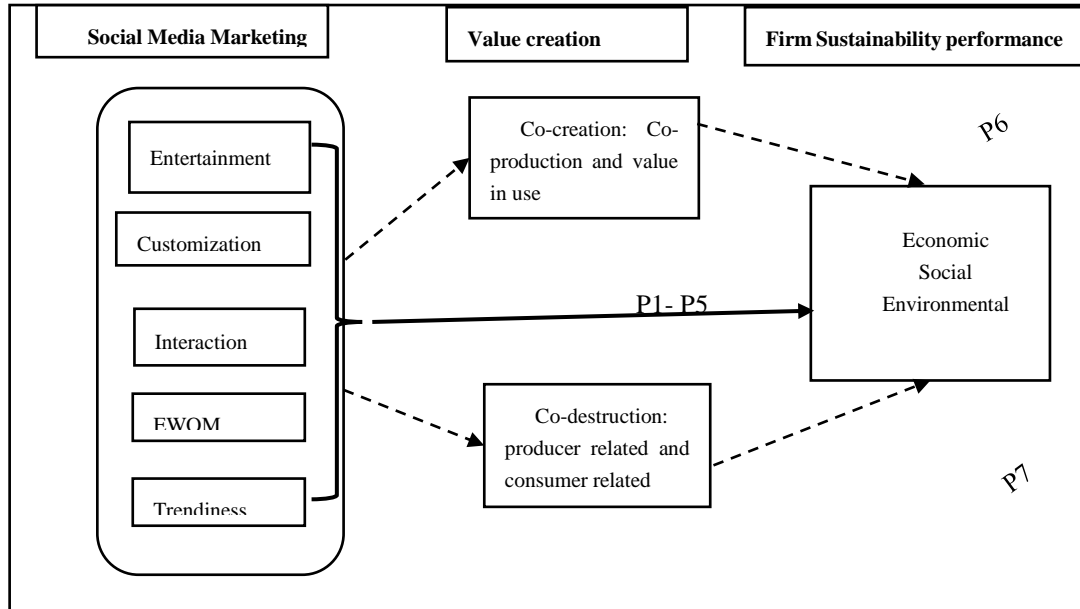 Social Media Marketing
Value creation
Firm Sustainability performance
Entertainment
Customization
Interaction
EWOM
Trendiness
Co-creation: Co-
production and value
in use
P1- P5
Co-destruction:
producer related and
consumer related
P6
Economic
Social
Environmental
P7